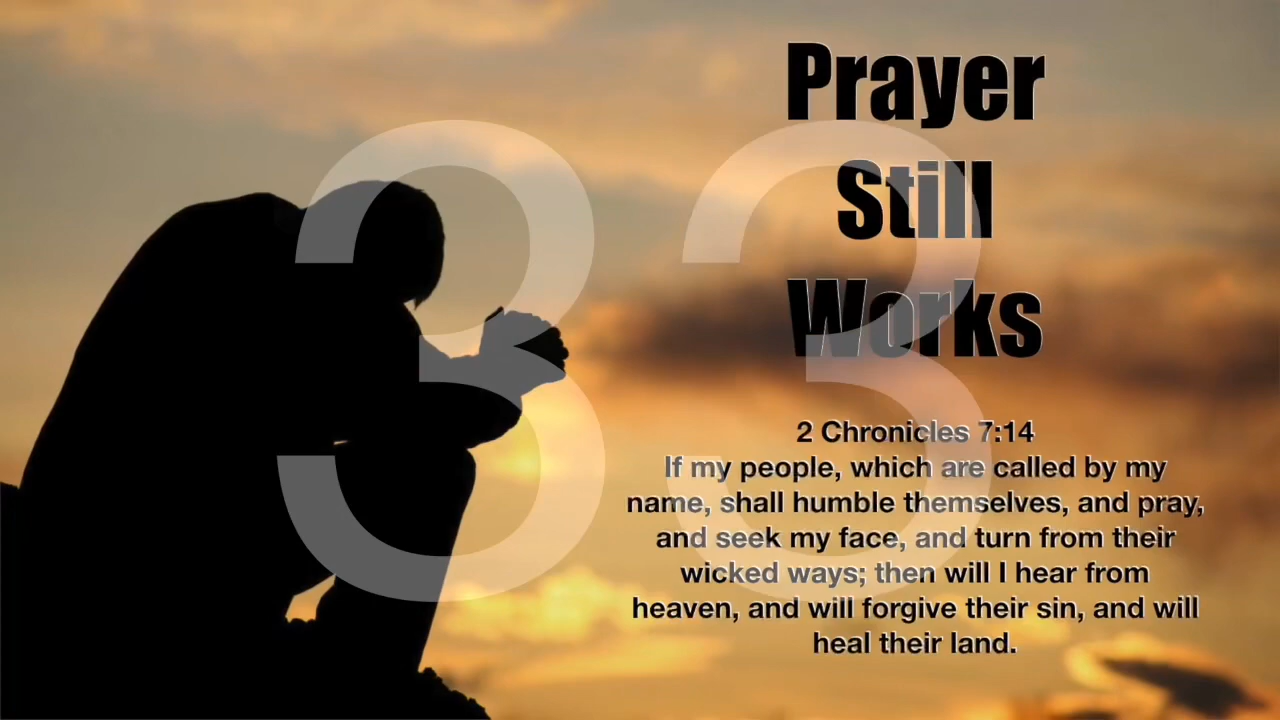 Prayer
Still
Works
33
2 Chronicles 7:14
If my people, which are called by my
name, shall humble themselves, and pray,
and seek my face, and turn from their
wicked ways; then will I hear from
heaven, and will forgive their sin, and will
heal their land.